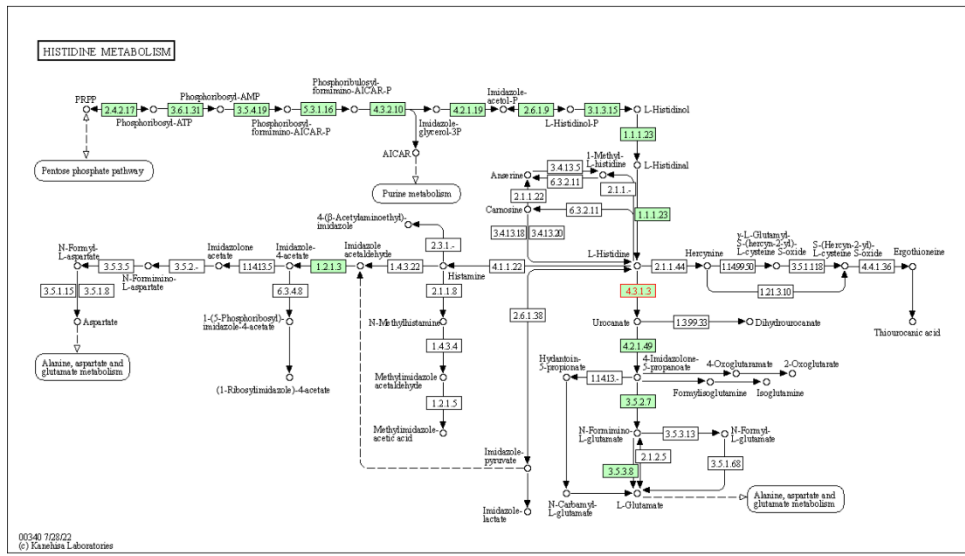 HISTIDINE METABOLISM
PRPP
2.4.2.17
Phosphoribosyl-ATP
3.6.1.31
Phosphoribosyl-AMP
3.5.4.19
Phosphoribosyl-
formimino-AICAR-P
5.3.1.16
Phosphoribulosyl-
formimino-AICAR-P
4.3.2.10
Imidazole-
glycerol-3P
4.2.1.19
Imidazole-
acetol-P
2.6.1.9
L-Histidinol-P
3.1.3.15
L-Histidinol
Pentose phosphate pathway
AICAR
Purine metabolism
1.1.1.23
L-Histidinal
1.1.1.23
1-Methyl-
L-histidine
3.4.13.5
6.3.2.11
Anserine
2.1.1.-
2.1.1.22
Carnosine
6.3.2.11
3.4.13.18
3.4.13.20
L-Histidine
4-(β-Acetylaminoethyl)-
imidazole
2.3.1.-
N-Formyl-
L-aspartate
3.5.3.5
N-Formimino-
L-aspartate
3.5.2.-
Imidazolone
acetate
1.14.13.5
Imidazole-
4-acetate
1.2.1.3
Imidazole
acetaldehyde
1.4.3.22
Histamine
4.1.1.22
2.1.1.44
Hercynine
1.14.99.50
γ-L-Glutamyl-
S-(hercyn-2-yl)-
L-cysteine S-oxide
3.5.1.118
S-(Hercyn-2-yl)-
L-cysteine S-oxide
4.4.1.36
Ergothioneine
1.21.3.10
Thiourocanic acid
3.5.1.15
3.5.1.8
Aspartate
Alanine, aspartate and
glutamate metabolism
6.3.4.8
1-(5-Phosphoribosyl)-
imidazole-4-acetate
(1-Ribosylimidazole)-4-acetate
2.1.1.8
N-Methylhistamine
1.4.3.4
Methylimidazole
acetaldehyde
1.2.1.5
Methylimidazole-
acetic acid
2.6.1.38
4.3.1.3
Urocanate
1.3.99.33
Dihydrourocanate
4.2.1.49
Hydantoin-
5-propionate
1.14.13.-
4-Imidazolone-
5-propanoate
4-Oxoglutaramate
2-Oxoglutarate
Formylisoglutamine
Isoglutamine
3.5.2.7
N-Formimino-
L-glutamate
3.5.3.13
N-Formyl-
L-glutamate
2.1.2.5
3.5.1.68
3.5.3.8
Imidazole-
pyruvate
Imidazole-
lactate
N-Carbamyl-
L-glutamate
L-Glutamate
Alanine, aspartate and
glutamate metabolism
00340 7/28/22
(c) Kanehisa Laboratories